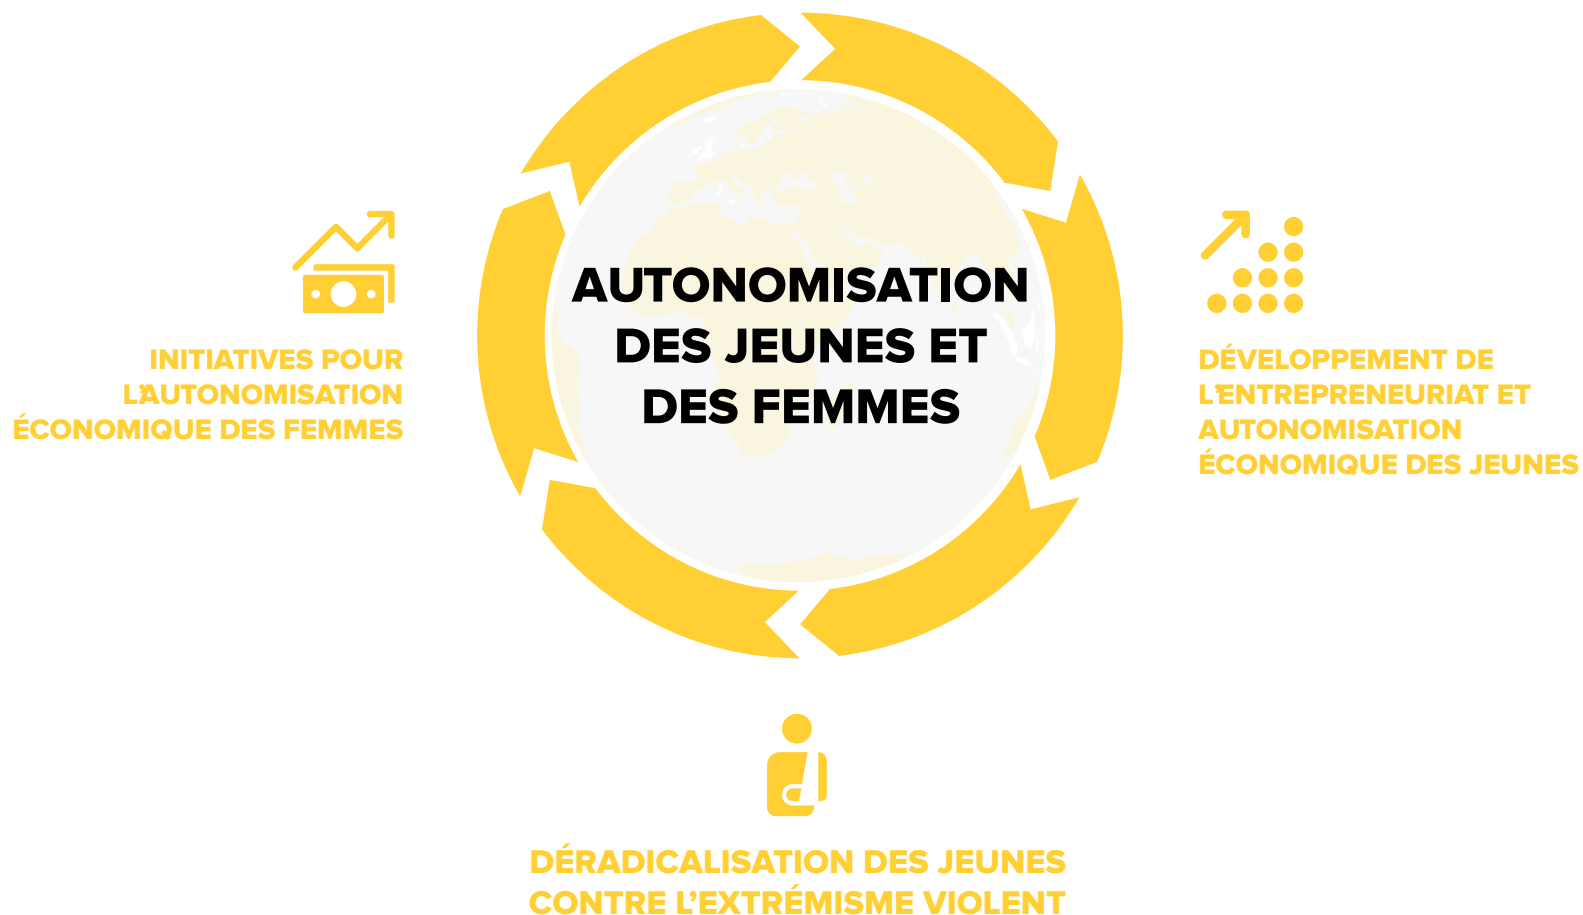 AUTONOMISATION
DES JEUNES ET
DES FEMMES
INITIATIVES POUR
L'AUTONOMISATION
ÉCONOMIQUE DES FEMMES
DÉVELOPPEMENT DE
L'ENTREPRENEURIAT ET
AUTONOMISATION
ÉCONOMIQUE DES JEUNES
DÉRADICALISATION DES JEUNES
CONTRE L’EXTRÉMISME VIOLENT